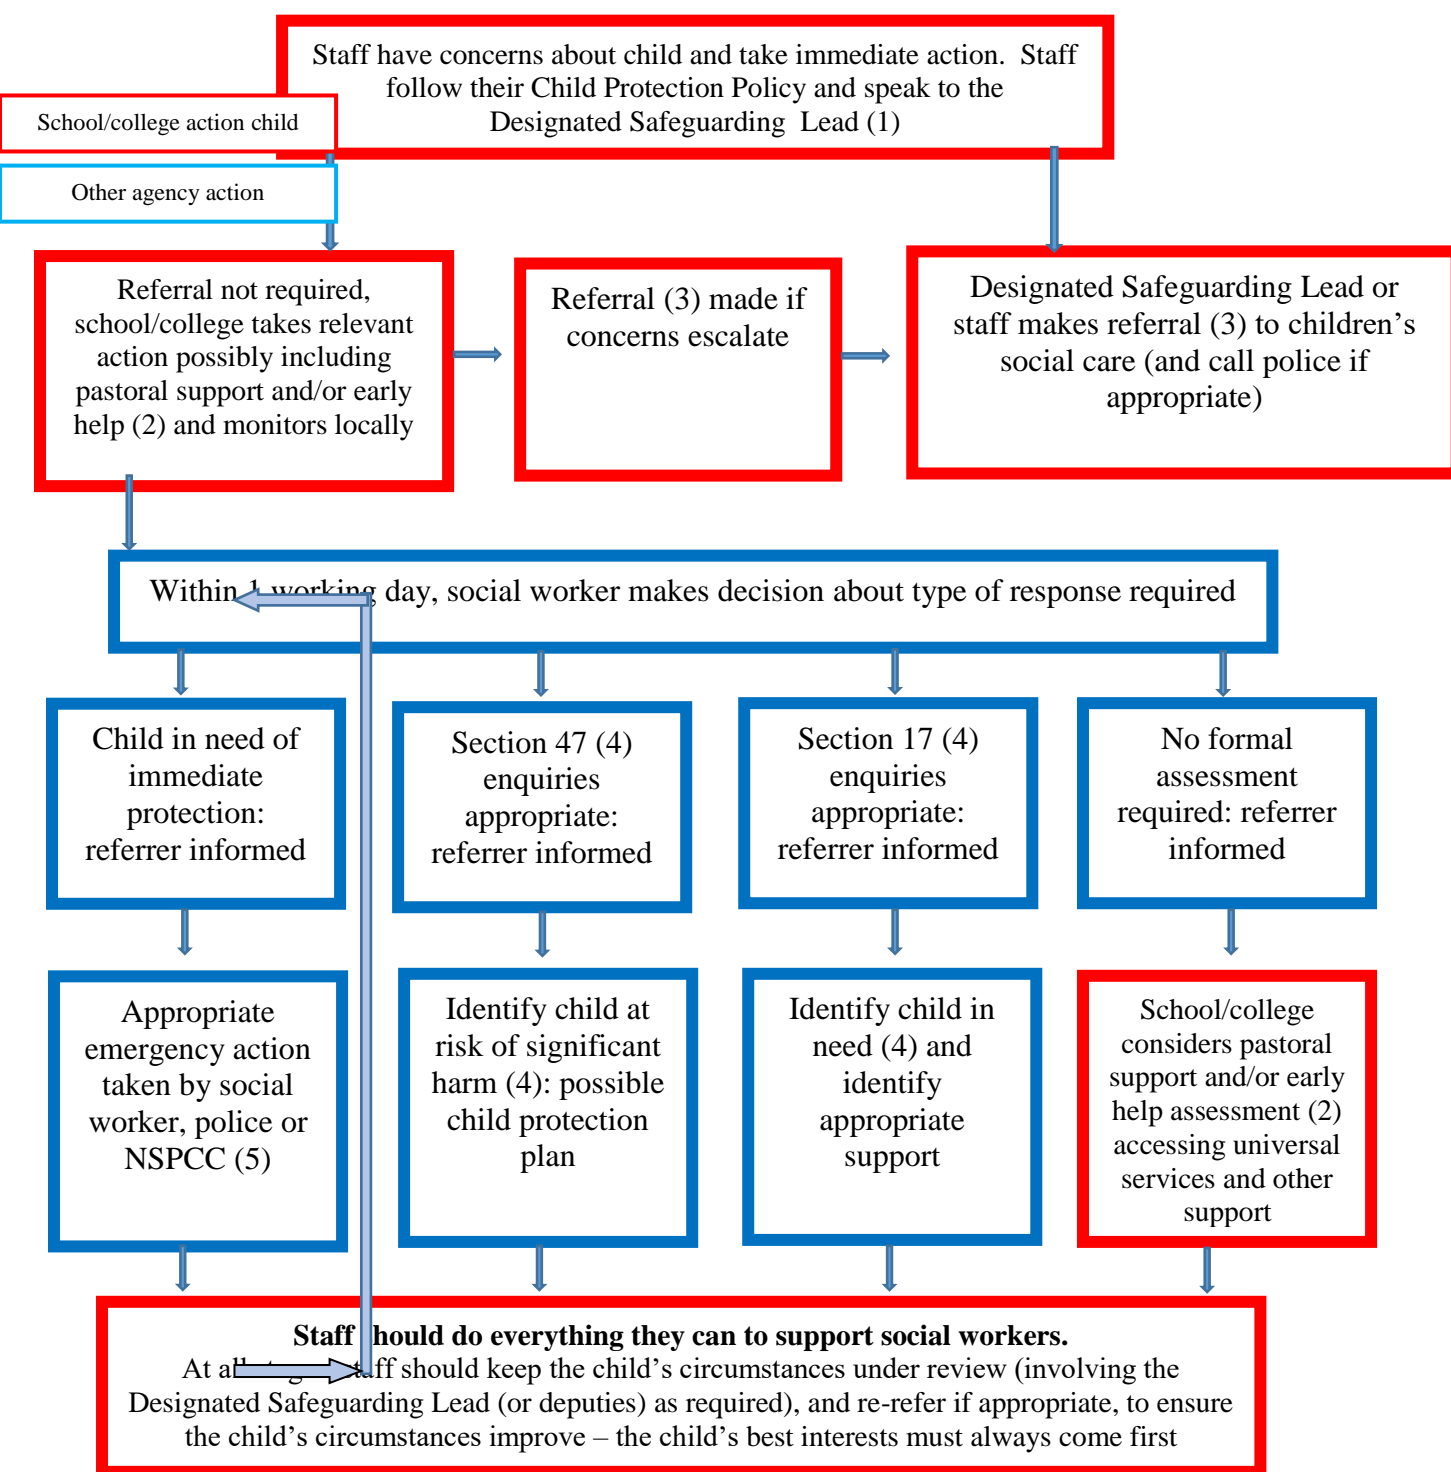 Staff have concerns about child and take immediate action. Staff
follow their Child Protection Policy and speak to the
Designated Safeguarding Lead (1)
School/college action child
Other agency action
Referral not required,
school/college takes relevant
action possibly including
pastoral support and/or early
help (2) and monitors locally
Referral (3) made if
concerns escalate
Designated Safeguarding Lead or
staff makes referral (3) to children’s
social care (and call police if
appropriate)
Within 1 working day, social worker makes decision about type of response required
Child in need of
immediate
protection:
referrer informed
Section 47 (4)
enquiries
appropriate:
referrer informed
Section 17 (4)
enquiries
appropriate:
referrer informed
No formal
assessment
required: referrer
informed
Appropriate
emergency action
taken by social
worker, police or
NSPCC (5)
Identify child at
risk of significant
harm (4): possible
child protection
plan
Identify child in
need (4) and
identify
appropriate
support
School/college
considers pastoral
support and/or early
help assessment (2)
accessing universal
services and other
support
Staff should do everything they can to support social workers.
At all staff should keep the child’s circumstances under review (involving the
Designated Safeguarding Lead (or deputies) as required), and re-refer if appropriate, to ensure
the child’s circumstances improve – the child’s best interests must always come first